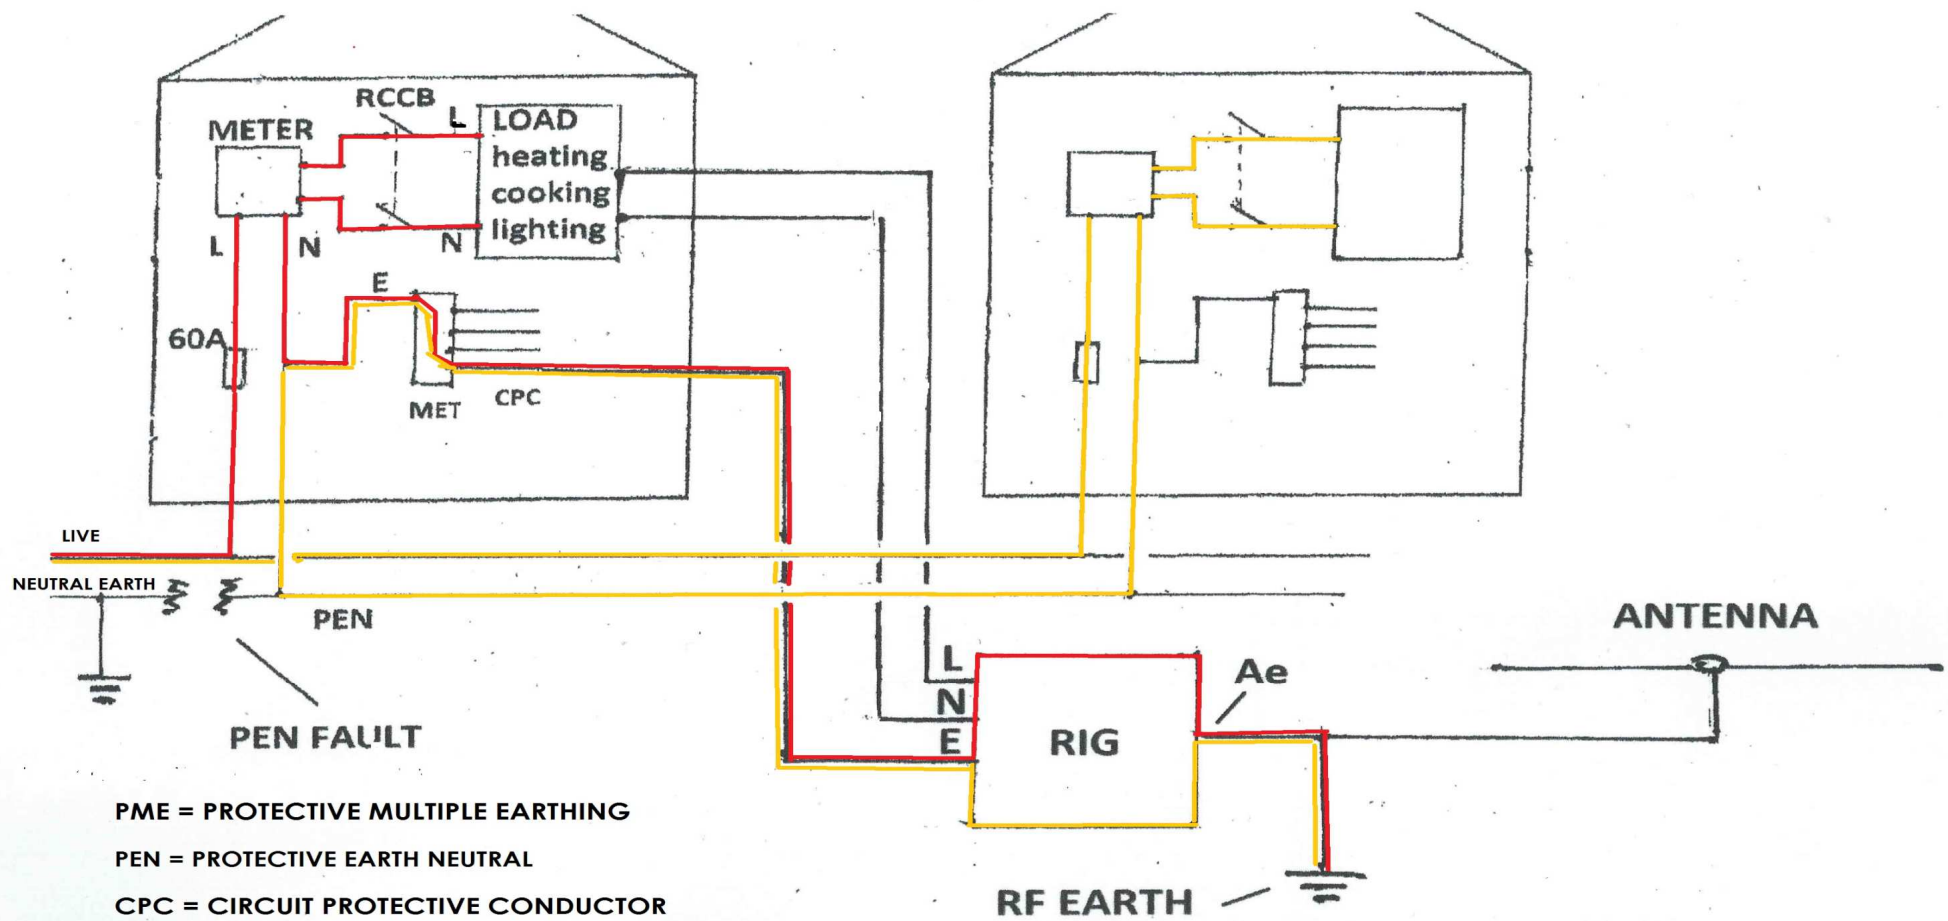 RCCB
METER
L
LOAD
heating
cooking
lighting
L
N
N
E
60A
MET
CPC
LIVE
NEUTRAL EARTH
PEN
ANTENNA
L
N
E
Ae
RIG
PEN FAULT
PME = PROTECTIVE MULTIPLE EARTHING
PEN = PROTECTIVE EARTH NEUTRAL
CPC = CIRCUIT PROTECTIVE CONDUCTOR
RF EARTH